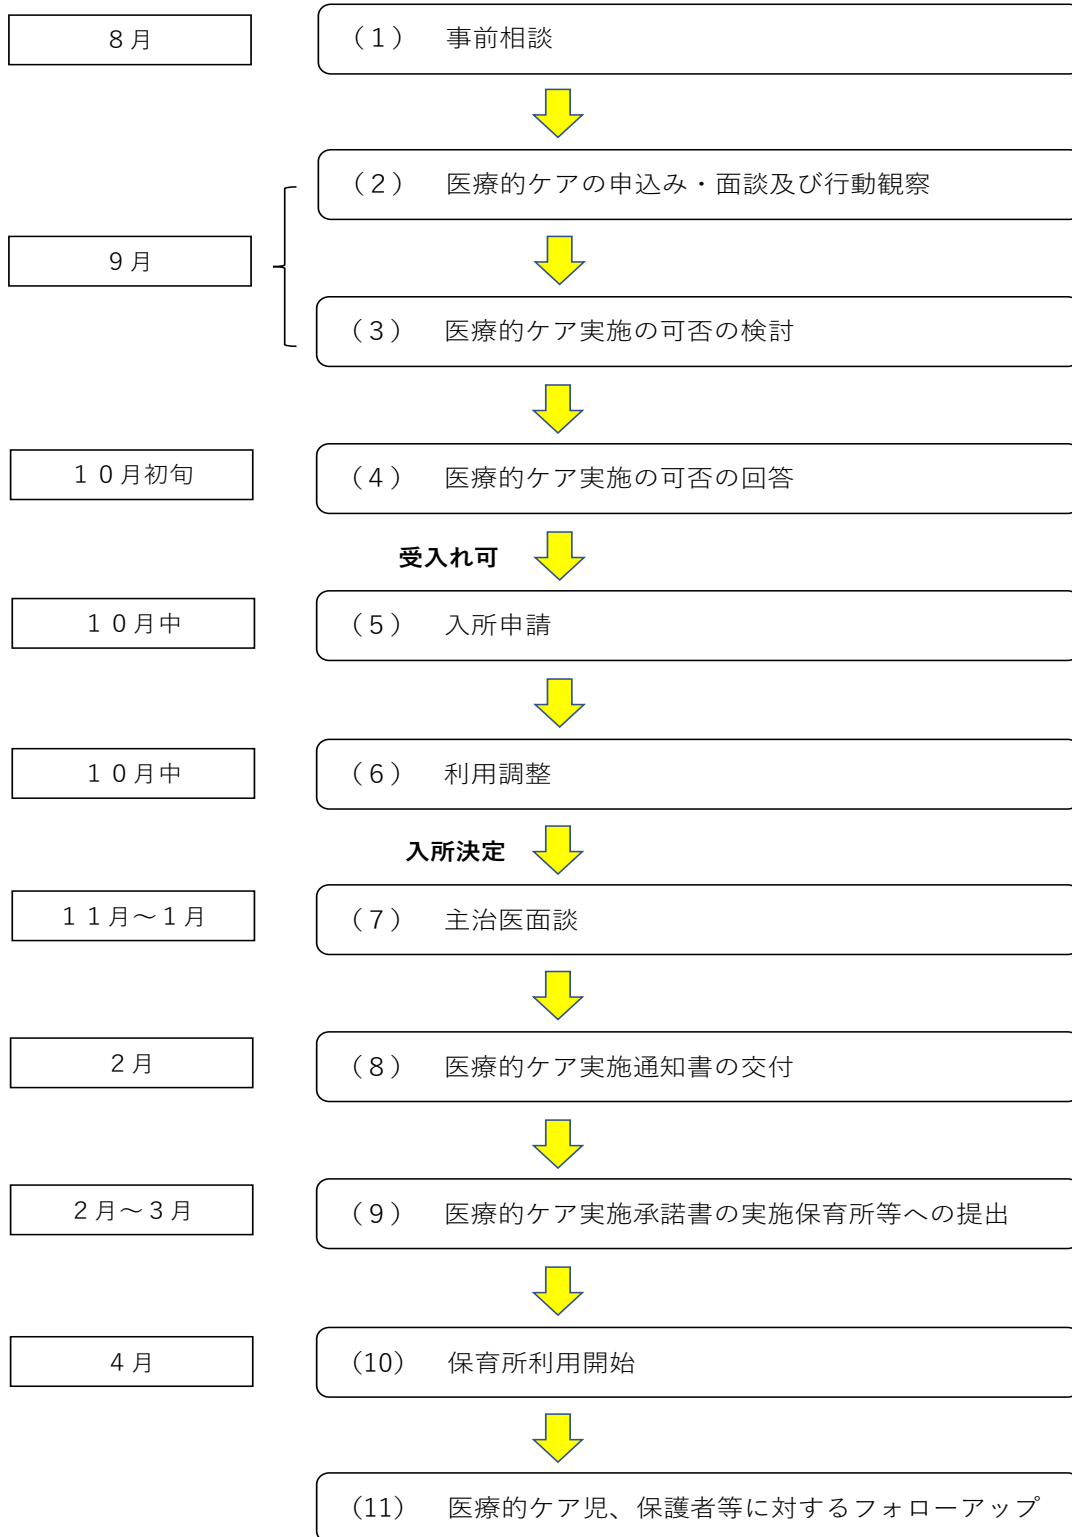 ８月
（１） 事前相談
（２） 医療的ケアの申込み・面談及び行動観察
９月
（３） 医療的ケア実施の可否の検討
１０月初旬
（４） 医療的ケア実施の可否の回答
受入れ可
１０月中
（５） 入所申請
１０月中
（６） 利用調整
入所決定
１１月～１月
（７） 主治医面談
２月
（８） 医療的ケア実施通知書の交付
２月～３月
（９） 医療的ケア実施承諾書の実施保育所等への提出
４月
（10） 保育所利用開始
（11） 医療的ケア児、保護者等に対するフォローアップ